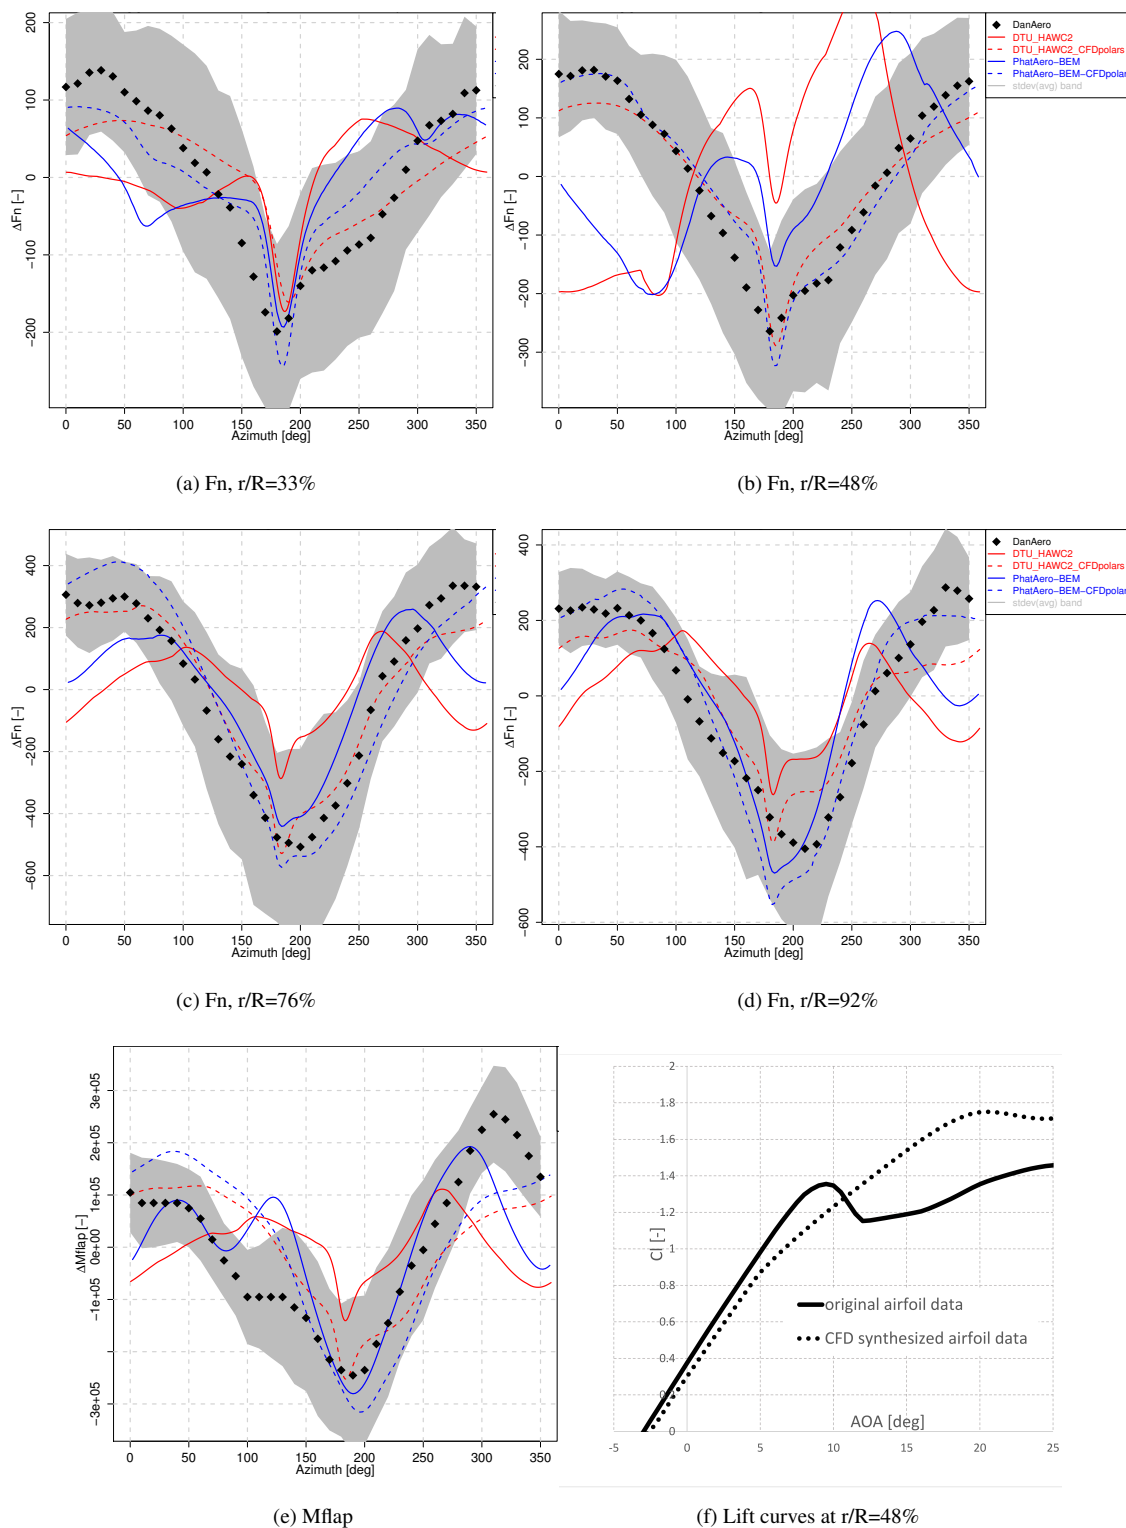 ΔFn [−]
200
100
0
−100
−200
0 50 100 150 200 250 300 350
Azimuth [deg]
(a) Fn, r/R=33%
ΔFn [−]
200
100
0
−100
−200
−300
0 50 100 150 200 250 300 350
Azimuth [deg]
DanAero
DTU_HAWC2
DTU_HAWC2_CFDpolars
PhatAero−BEM
PhatAero−BEM−CFDpolar
stdev(avg) band
(b) Fn, r/R=48%
ΔFn [−]
400
200
0
−200
−400
−600
0 50 100 150 200 250 300 350
Azimuth [deg]
(c) Fn, r/R=76%
ΔFn [−]
400
200
0
−200
−400
−600
0 50 100 150 200 250 300 350
Azimuth [deg]
DanAero
DTU_HAWC2
DTU_HAWC2_CFDpolars
PhatAero−BEM
PhatAero−BEM−CFDpolar
stdev(avg) band
(d) Fn, r/R=92%
ΔMflap [−]
3e+05
2e+05
1e+05
0e+00
−1e+05
−3e+05
0 50 100 150 200 250 300 350
Azimuth [deg]
(e) Mflap
Cl [-]
2
1.8
1.6
1.4
1.2
1
0.8
0.6
0.4
0.2
0
original airfoil data
CFD synthesized airfoil data
AOA [deg]
-5 0 5 10 15 20 25
(f) Lift curves at r/R=48%